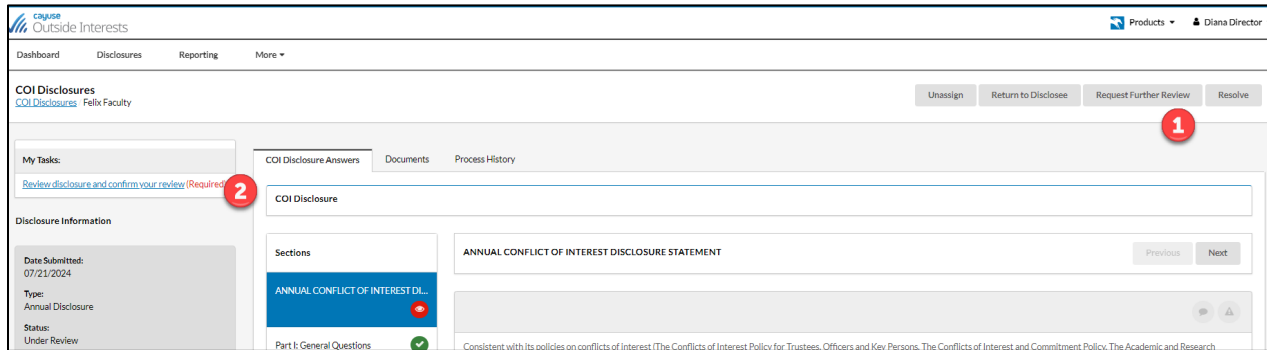 cayuse
Outside Interests
Products
Diana Director
Dashboard
Disclosures
Reporting
More
COI Disclosures
COI Disclosures Felix Faculty
Unassign
Return to Disclosee
Request Further Review
Resolve
1
My Tasks:
Review disclosure and confirm your review (Required)
2
Disclosure Information
Date Submitted:
07/21/2024
Type:
Annual Disclosure
Status:
Under Review
COI Disclosure Answers
Documents
Process History
COI Disclosure
Sections
ANNUAL CONFLICT OF INTEREST DI...
Part I: General Questions
ANNUAL CONFLICT OF INTEREST DISCLOSURE STATEMENT
Previous
Next
Consistent with its policies on conflicts of interest (The Conflicts of Interest Policy for Trustees, Officers and Key Persons, The Conflicts of Interest and Commitment Policy, The Academic and Research